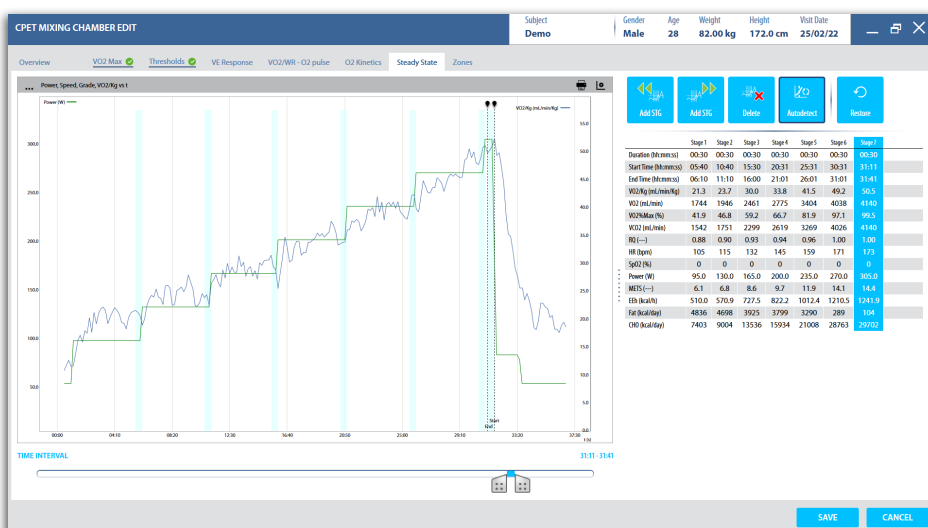 CPET MIXING CHAMBER EDIT
Subject Gender Age Weight Height Visit Date
Demo Male 28 82.00 kg 172.0 cm 25/02/22
Overview VO2 Max Thresholds VE Response VO2/WR - O2 pulse O2 Kinetics Steady State Zones
... Power, Speed, Grade, VO2/Kg vs t
Power (W)
VO2/Kg (mL/min/Kg)
300.0
250.0
200.0
150.0
100.0
50.0
55.0
50.0
45.0
40.0
35.0
30.0
25.0
20.0
15.0
10.0
5.0
0.0
Start
End
00:00 04:10 08:20 12:30 16:40 20:50 25:00 29:10 33:20 37:30
t (s)
TIME INTERVAL 31:11 - 31:41
Add STG Add STG Delete Autodetect Restore
Stage 1 Stage 2 Stage 3 Stage 4 Stage 5 Stage 6 Stage 7
Duration (hh:mm:ss) 00:30 00:30 00:30 00:30 00:30 00:30 00:30
Start Time (hh:mm:ss) 05:40 10:40 15:30 20:31 25:31 30:31 31:11
End Time (hh:mm:ss) 06:10 11:10 16:00 21:01 26:01 31:01 31:41
VO2/Kg (mL/min/Kg) 21.3 23.7 30.0 33.8 41.5 49.2 50.5
VO2 (mL/min) 1744 1946 2461 2775 3404 4038 4140
VO2%Max (%) 41.9 46.8 59.2 66.7 81.9 97.1 99.5
VCO2 (mL/min) 1542 1751 2299 2619 3269 4026 4140
RQ (---) 0.88 0.90 0.93 0.94 0.96 1.00 1.00
HR (bpm) 105 115 132 145 159 171 173
SpO2 (%) 0 0 0 0 0 0 0
Power (W) 95.0 130.0 165.0 200.0 235.0 270.0 305.0
METS (---) 6.1 6.8 8.6 9.7 11.9 14.1 14.4
EEh (kcal/h) 510.0 570.9 727.5 822.2 1012.4 1210.5 1241.9
Fat (kcal/day) 4836 4698 3925 3799 3290 289 104
CHO (kcal/day) 7403 9004 13536 15934 21008 28763 29702
SAVE CANCEL